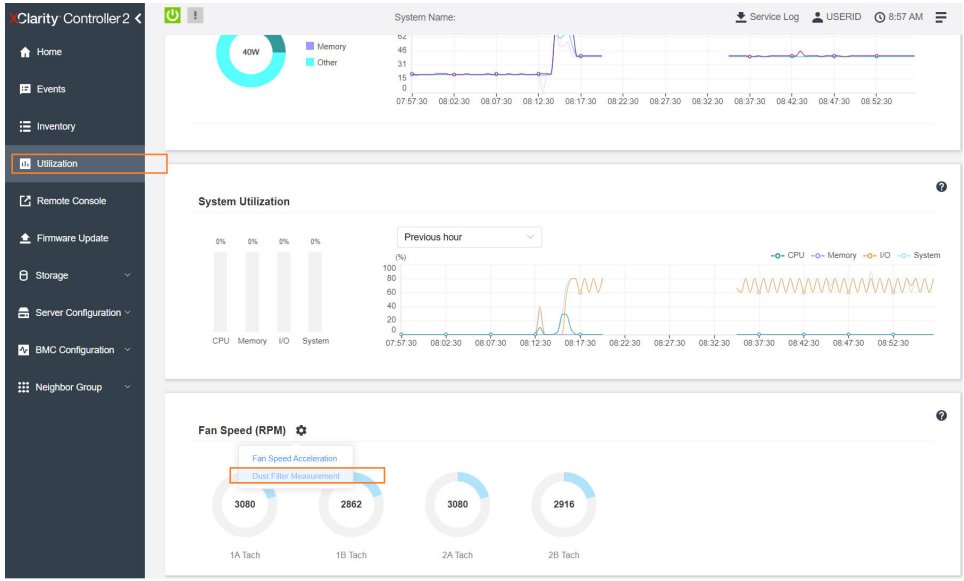 XClarity Controller 2
System Name:
Service Log
USERID
8:57 AM
Home
Events
Inventory
Utilization
Remote Console
Firmware Update
Storage
Server Configuration
BMC Configuration
Neighbor Group
40W
Memory
Other
62
46
31
15
0
07:57:30 08:02:30 08:07:30 08:12:30 08:17:30 08:22:30 08:27:30 08:32:30 08:37:30 08:42:30 08:47:30 08:52:30
System Utilization
0% 0% 0% 0%
CPU Memory I/O System
Previous hour
(%)
CPU Memory I/O System
100
80
60
40
20
0
07:57:30 08:02:30 08:07:30 08:12:30 08:17:30 08:22:30 08:27:30 08:32:30 08:37:30 08:42:30 08:47:30 08:52:30
Fan Speed (RPM)
Fan Speed Acceleration
Dust Filter Measurement
3080 2862 3080 2916
1A Tach 1B Tach 2A Tach 2B Tach